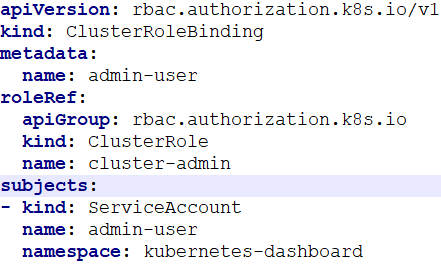 apiVersion: rbac.authorization.k8s.io/v1
kind: ClusterRoleBinding
metadata:
  name: admin-user
roleRef:
  apiGroup: rbac.authorization.k8s.io
  kind: ClusterRole
  name: cluster-admin
subjects:
- kind: ServiceAccount
  name: admin-user
  namespace: kubernetes-dashboard